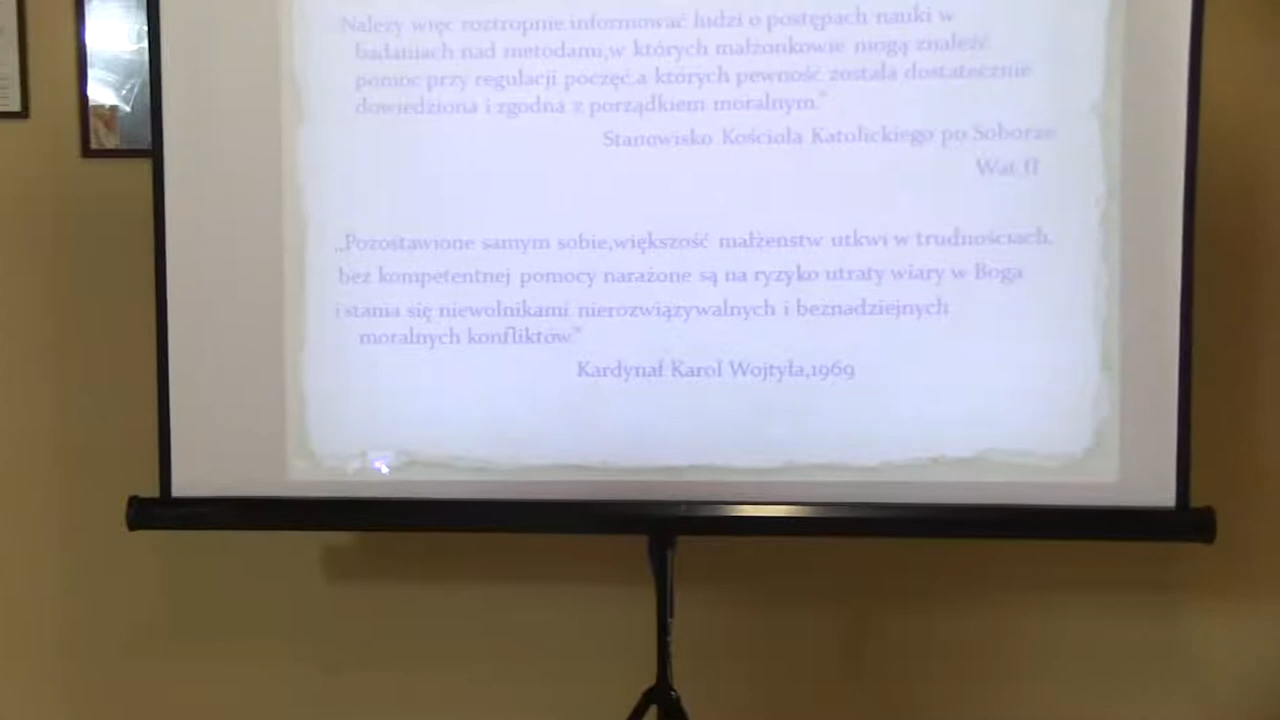 Należy więc roztropnie informować ludzi o postępach nauki w
badaniach nad metodami,w których małżonkowie mogą znaleźć
pomoc przy regulacji poczęć,a których pewność została dostatecznie
dowiedziona i zgodna z porządkiem moralnym."
Stanowisko Kościoła Katolickiego po Soborze
Wat.II
„Pozostawione samym sobie,większość małżenstw utkwi w trudnościach,
bez kompetentnej pomocy narażone są na ryzyko utraty wiary w Boga
i stania się niewolnikami nierozwiązywalnych i beznadziejnych
moralnych konfliktów"
Kardynał Karol Wojtyła,1969